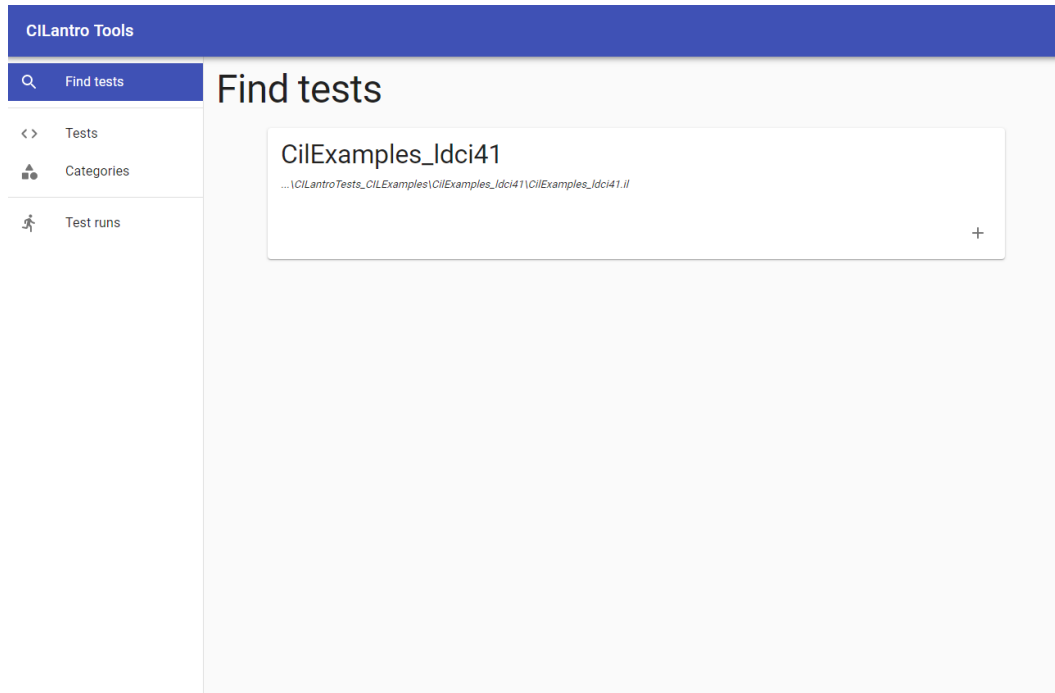 CILantro Tools
Find tests
Tests
Categories
Test runs
Find tests
CilExamples_ldci41
...\CILantroTests_CILExamples\CilExamples_ldci41\CilExamples_ldci41.il